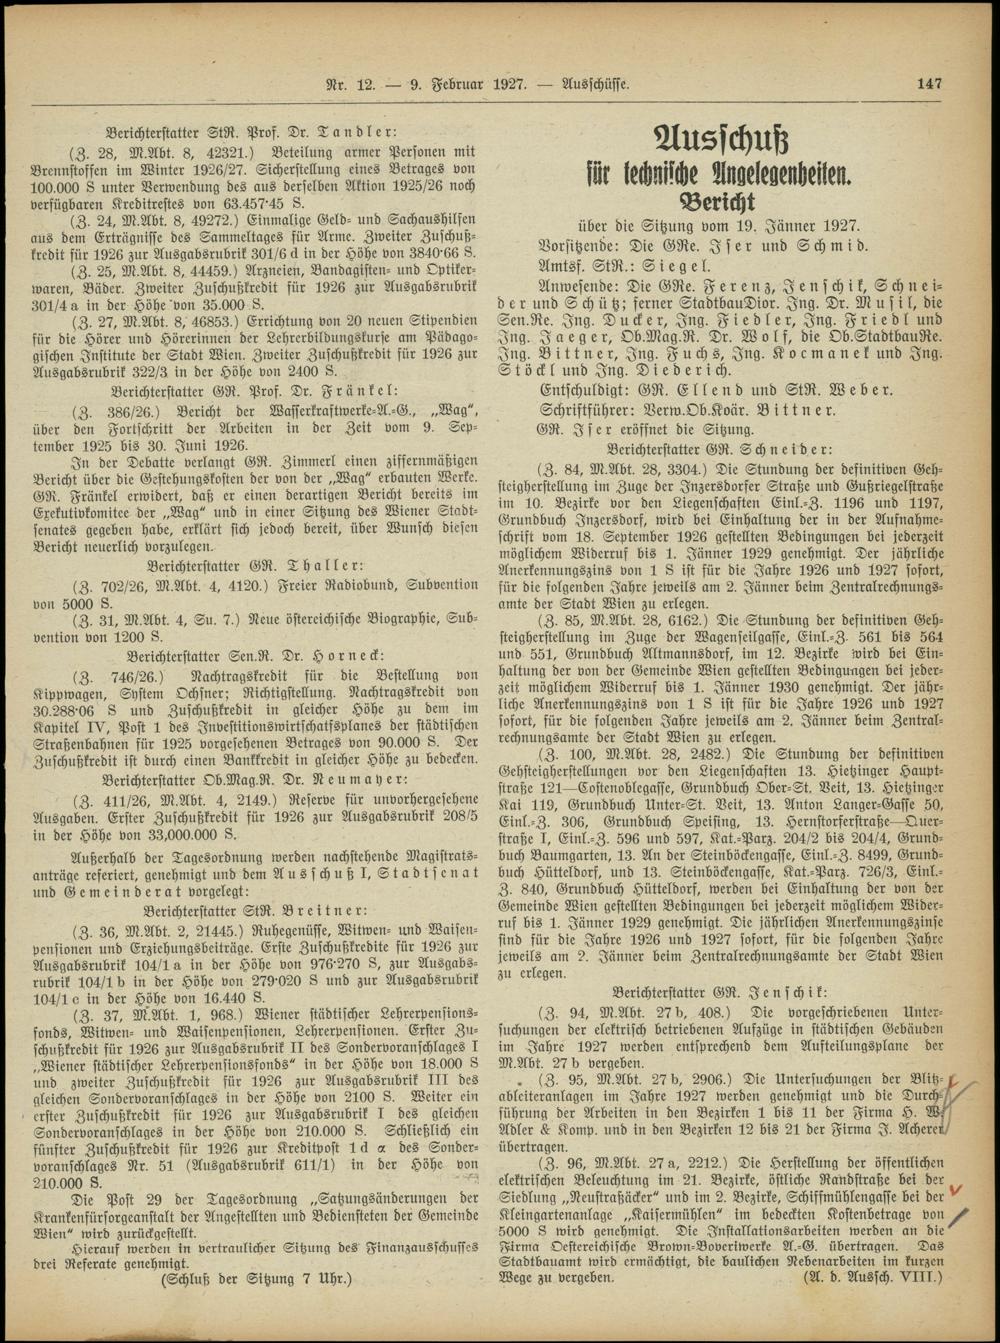 Nr. 12. — 9. Februar 1927. — Ausschüsse. 147
Berichterstatter StR. Prof. Dr. Tandler:
(Z. 28, M.Abt. 8, 42321.) Beteilung armer Personen mit
Brennstoffen im Winter 1926/27. Sicherstellung eines Betrages von
100.000 S unter Verwendung des aus derselben Aktion 1925/26 noch
verfügbaren Kreditrestes von 63.457·45 S.
(Z. 24, M.Abt. 8, 49272.) Einmalige Geld- und Sachaushilfen
aus dem Erträgnisse des Sammeltages für Arme. Zweiter Zuschuß-
kredit für 1926 zur Ausgabsrubrik 301/6 d in der Höhe von 3840·66 S.
(Z. 25, M.Abt. 8, 44459.) Arzneien, Bandagisten- und Optiker-
waren, Bäder. Zweiter Zuschußkredit für 1926 zur Ausgabsrubrik
301/4 a in der Höhe von 35.000 S.
(Z. 27, M.Abt. 8, 46853.) Errichtung von 20 neuen Stipendien
für die Hörer und Hörerinnen der Lehrerbildungskurse am Pädago-
gischen Institute der Stadt Wien. Zweiter Zuschußkredit für 1926 zur
Ausgabsrubrik 322/3 in der Höhe von 2400 S.
Berichterstatter GR. Prof. Dr. Fränkel:
(Z. 386/26.) Bericht der Wasserkraftwerke-A.-G., „Wag“,
über den Fortschritt der Arbeiten in der Zeit vom 9. Sep-
tember 1925 bis 30. Juni 1926.
In der Debatte verlangt GR. Zimmerl einen ziffernmäßigen
Bericht über die Gestehungskosten der von der „Wag“ erbauten Werke.
GR. Fränkel erwidert, daß er einen derartigen Bericht bereits im
Exekutivkomitee der „Wag“ und in einer Sitzung des Wiener Stadt-
senates gegeben habe, erklärt sich jedoch bereit, über Wunsch diesen
Bericht neuerlich vorzulegen.
Berichterstatter GR. Thaller:
(Z. 702/26, M.Abt. 4, 4120.) Freier Radiobund, Subvention
von 5000 S.
(Z. 31, M.Abt. 4, Su. 7.) Neue östereichische Biographie, Sub-
vention von 1200 S.
Berichterstatter Sen.R. Dr. Horneck:
(Z. 746/26.) Nachtragskredit für die Bestellung von
Kippwagen, System Ochsner; Richtigstellung. Nachtragskredit von
30.288·06 S und Zuschußkredit in gleicher Höhe zu dem im
Kapitel IV, Post 1 des Investitionswirtschaftsplanes der städtischen
Straßenbahnen für 1925 vorgesehenen Betrages von 90.000 S. Der
Zuschußkredit ist durch einen Bankkredit in gleicher Höhe zu bedecken.
Berichterstatter Ob.Mag.R. Dr. Neumayer:
(Z. 411/26, M.Abt. 4, 2149.) Reserve für unvorhergesehene
Ausgaben. Erster Zuschußkredit für 1926 zur Ausgabsrubrik 208/5
in der Höhe von 33,000.000 S.
Außerhalb der Tagesordnung werden nachstehende Magistrats-
anträge referiert, genehmigt und dem Ausschuß I, Stadtsenat
und Gemeinderat vorgelegt:
Berichterstatter StR. Breitner:
(Z. 36, M.Abt. 2, 21445.) Ruhegenüsse, Witwen- und Waisen-
pensionen und Erziehungsbeiträge. Erste Zuschußkredite für 1926 zur
Ausgabsrubrik 104/1 a in der Höhe von 976·270 S, zur Ausgabs-
rubrik 104/1 b in der Höhe von 279·020 S und zur Ausgabsrubrik
104/1 c in der Höhe von 16.440 S.
(Z. 37, M.Abt. 1, 968.) Wiener städtischer Lehrerpensions-
fonds, Witwen- und Waisenpensionen, Lehrerpensionen. Erster Zu-
schußkredit für 1926 zur Ausgabsrubrik II des Sondervoranschlages I
„Wiener städtischer Lehrerpensionsfonds“ in der Höhe von 18.000 S
und zweiter Zuschußkredit für 1926 zur Ausgabsrubrik III des
gleichen Sondervoranschlages in der Höhe von 2100 S. Weiter ein
erster Zuschußkredit für 1926 zur Ausgabsrubrik I des gleichen
Sondervoranschlages in der Höhe von 210.000 S. Schließlich ein
fünfter Zuschußkredit für 1926 zur Kreditpost 1 d α des Sonder-
voranschlages Nr. 51 (Ausgabsrubrik 611/1) in der Höhe von
210.000 S.
Die Post 29 der Tagesordnung „Satzungsänderungen der
Krankenfürsorgeanstalt der Angestellten und Bediensteten der Gemeinde
Wien“ wird zurückgestellt.
Hierauf werden in vertraulicher Sitzung des Finanzausschusses
drei Referate genehmigt.
(Schluß der Sitzung 7 Uhr.)
Ausschuß
für technische Angelegenheiten.
Bericht
über die Sitzung vom 19. Jänner 1927.
Vorsitzende: Die GRe. Iser und Schmid.
Amtsf. StR.: Siegel.
Anwesende: Die GRe. Ferenz, Jenschik, Schnei-
der und Schütz; ferner StadtbauDior. Ing. Dr. Musil, die
Sen.Re. Ing. Ducker, Ing. Fiedler, Ing. Friedl und
Ing. Jaeger, Ob.Mag.R. Dr. Wolf, die Ob.StadtbauRe.
Ing. Bittner, Ing. Fuchs, Ing. Kocmanek und Ing.
Stöckl und Ing. Diederich.
Entschuldigt: GR. Ellend und StR. Weber.
Schriftführer: Verw.Ob.Koär. Bittner.
GR. Iser eröffnet die Sitzung.
Berichterstatter GR. Schneider:
(Z. 84, M.Abt. 28, 3304.) Die Stundung der definitiven Geh-
steigherstellung im Zuge der Inzersdorfer Straße und Gußriegelstraße
im 10. Bezirke vor den Liegenschaften Einl.-Z. 1196 und 1197,
Grundbuch Inzersdorf, wird bei Einhaltung der in der Aufnahme-
schrift vom 18. September 1926 gestellten Bedingungen bei jederzeit
möglichem Widerruf bis 1. Jänner 1929 genehmigt. Der jährliche
Anerkennungszins von 1 S ist für die Jahre 1926 und 1927 sofort,
für die folgenden Jahre jeweils am 2. Jänner beim Zentralrechnungs-
amte der Stadt Wien zu erlegen.
(Z. 85, M.Abt. 28, 6162.) Die Stundung der definitiven Geh-
steigherstellung im Zuge der Wagenseilgasse, Einl.-Z. 561 bis 564
und 551, Grundbuch Altmannsdorf, im 12. Bezirke wird bei Ein-
haltung der von der Gemeinde Wien gestellten Bedingungen bei jeder-
zeit möglichem Widerruf bis 1. Jänner 1930 genehmigt. Der jähr-
liche Anerkennungszins von 1 S ist für die Jahre 1926 und 1927
sofort, für die folgenden Jahre jeweils am 2. Jänner beim Zentral-
rechnungsamte der Stadt Wien zu erlegen.
(Z. 100, M.Abt. 28, 2482.) Die Stundung der definitiven
Gehsteigherstellungen vor den Liegenschaften 13. Hietzinger Haupt-
straße 121—Costenoblegasse, Grundbuch Ober-St. Veit, 13. Hietzinger
Kai 119, Grundbuch Unter-St. Veit, 13. Anton Langer-Gasse 50,
Einl.-Z. 306, Grundbuch Speising, 13. Hernstorferstraße—Quer-
straße I, Einl.-Z. 596 und 597, Kat.-Parz. 204/2 bis 204/4, Grund-
buch Baumgarten, 13. An der Steinböckengasse, Einl.-Z. 8499, Grund-
buch Hütteldorf, und 13. Steinböckengasse, Kat.-Parz. 726/3, Einl.-
Z. 840, Grundbuch Hütteldorf, werden bei Einhaltung der von der
Gemeinde Wien gestellten Bedingungen bei jederzeit möglichem Wider-
ruf bis 1. Jänner 1929 genehmigt. Die jährlichen Anerkennungszinse
sind für die Jahre 1926 und 1927 sofort, für die folgenden Jahre
jeweils am 2. Jänner beim Zentralrechnungsamte der Stadt Wien
zu erlegen.
Berichterstatter GR. Jenschik:
(Z. 94, M.Abt. 27 b, 408.) Die vorgeschriebenen Unter-
suchungen der elektrisch betriebenen Aufzüge in städtischen Gebäuden
im Jahre 1927 werden entsprechend dem Aufteilungsplane der
M.Abt. 27 b vergeben.
(Z. 95, M.Abt. 27 b, 2906.) Die Untersuchungen der Blitz-
ableiteranlagen im Jahre 1927 werden genehmigt und die Durch-
führung der Arbeiten in den Bezirken 1 bis 11 der Firma H. W.
Adler & Komp. und in den Bezirken 12 bis 21 der Firma J. Acherer
übertragen.
(Z. 96, M.Abt. 27 a, 2212.) Die Herstellung der öffentlichen
elektrischen Beleuchtung im 21. Bezirke, östliche Randstraße bei der
Siedlung „Neustraßäcker“ und im 2. Bezirke, Schiffmühlengasse bei der
Kleingartenanlage „Kaisermühlen“ im bedeckten Kostenbetrage von
5000 S wird genehmigt. Die Installationsarbeiten werden an die
Firma Oesterreichische Brown-Boveriwerke A.-G. übertragen. Das
Stadtbauamt wird ermächtigt, die baulichen Nebenarbeiten im kurzen
Wege zu vergeben. (A. d. Aussch. VIII.)